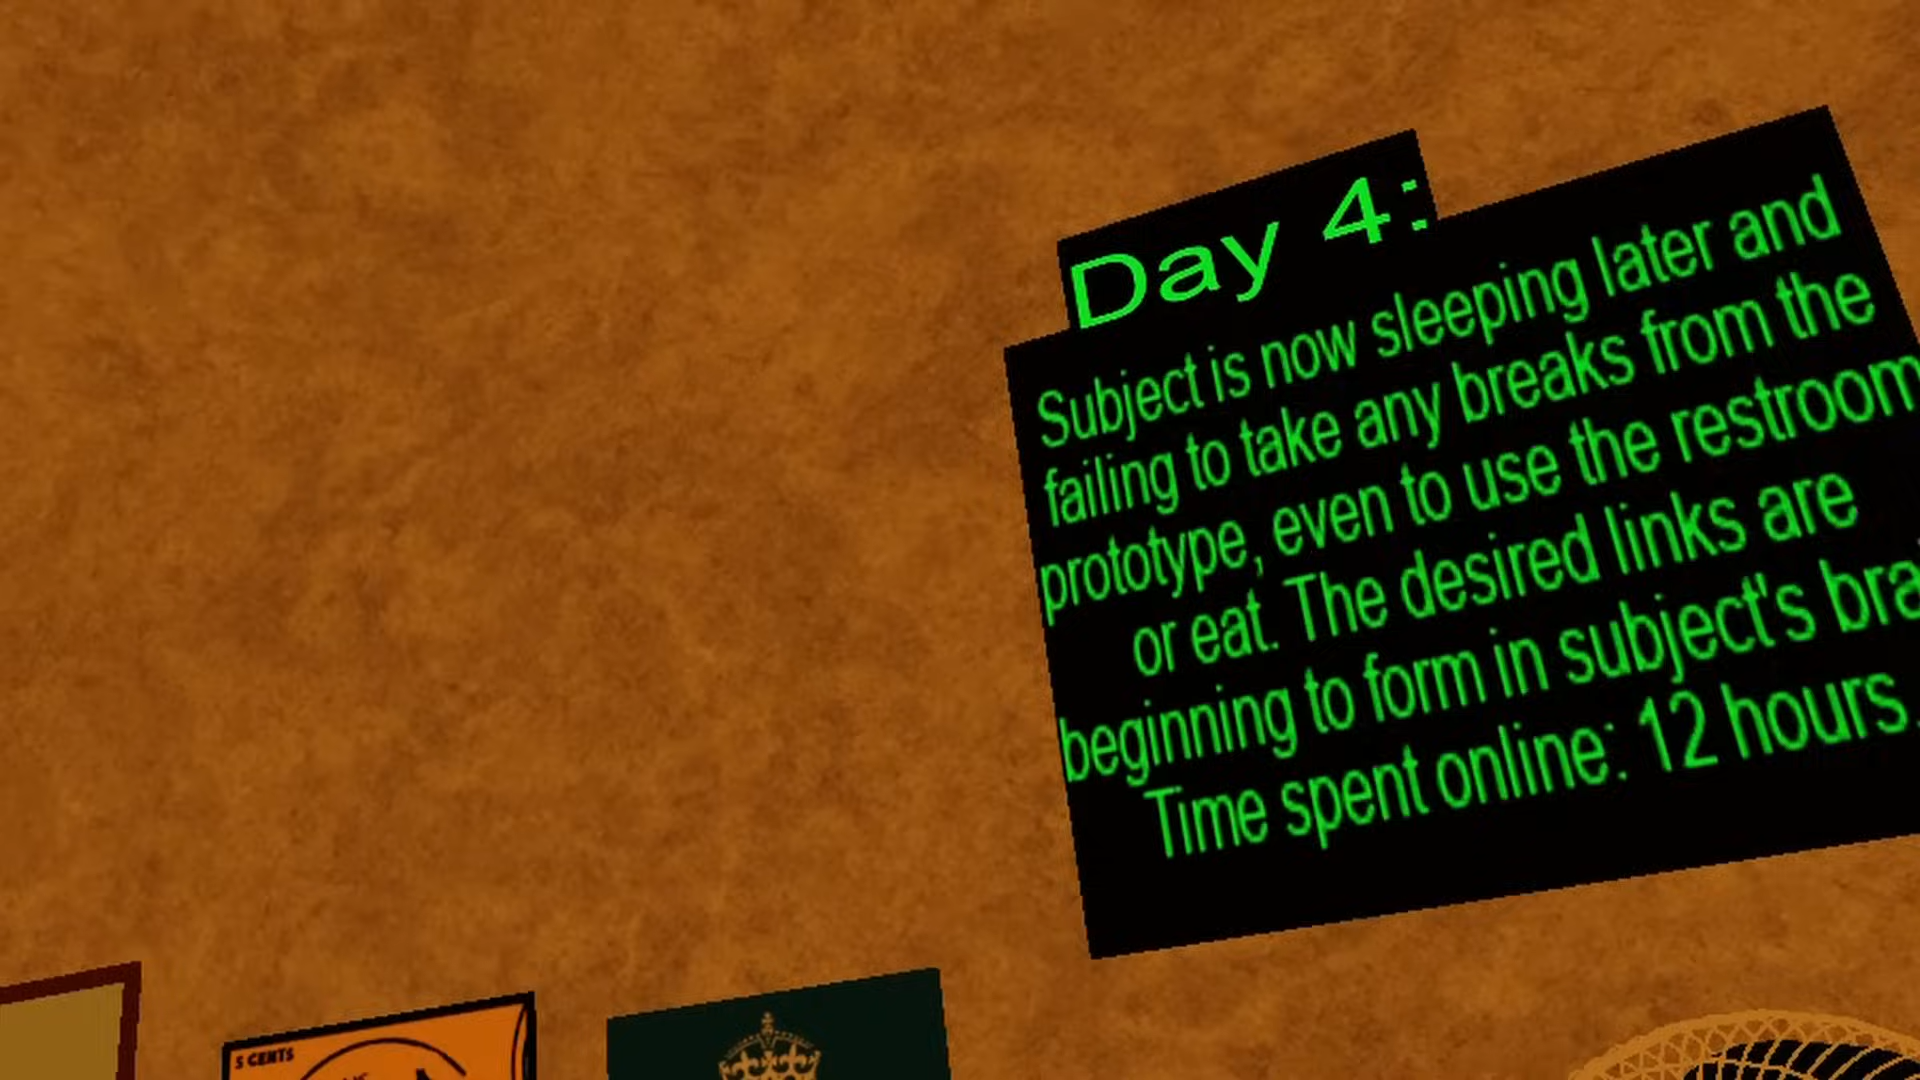 Day 4:
Subject is now sleeping later and
failing to take any breaks from the
prototype, even to use the restroom
or eat. The desired links are
beginning to form in subject's
Time spent online: 12 hours.
5 CENTS